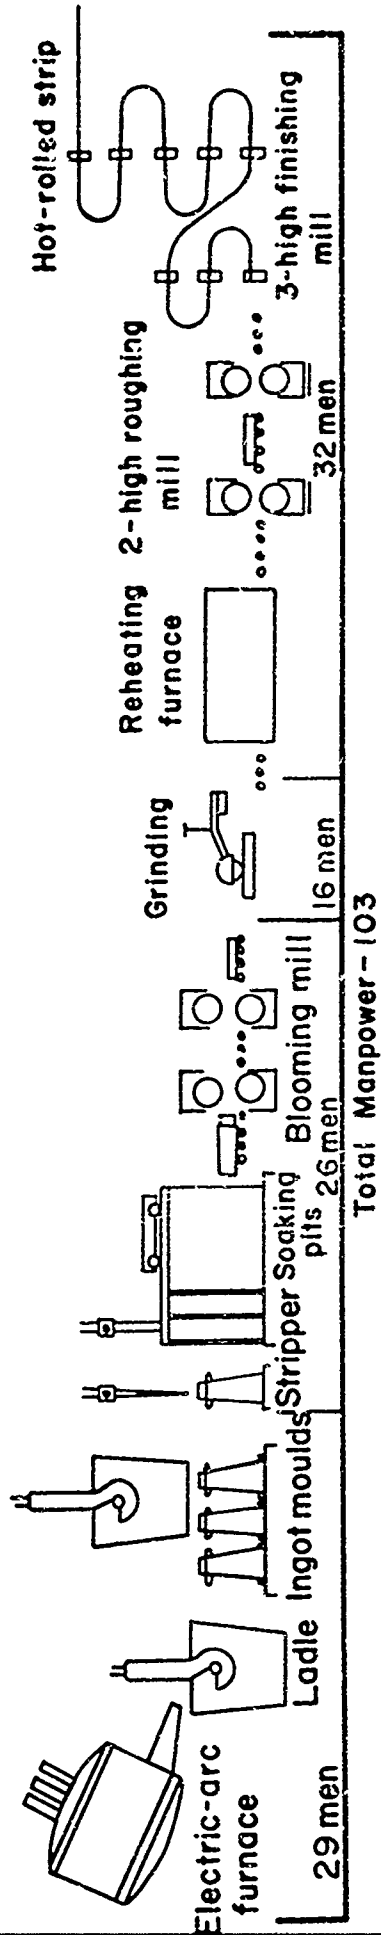 Electric-arc
furnace
29 men
Ladle
Ingot moulds
Stripper
Soaking
pits
26 men
Blooming mill
Grinding
16 men
Reheating
furnace
2-high roughing
mill
32 men
3-high finishing
mill
Hot-rolled strip
Total Manpower-103